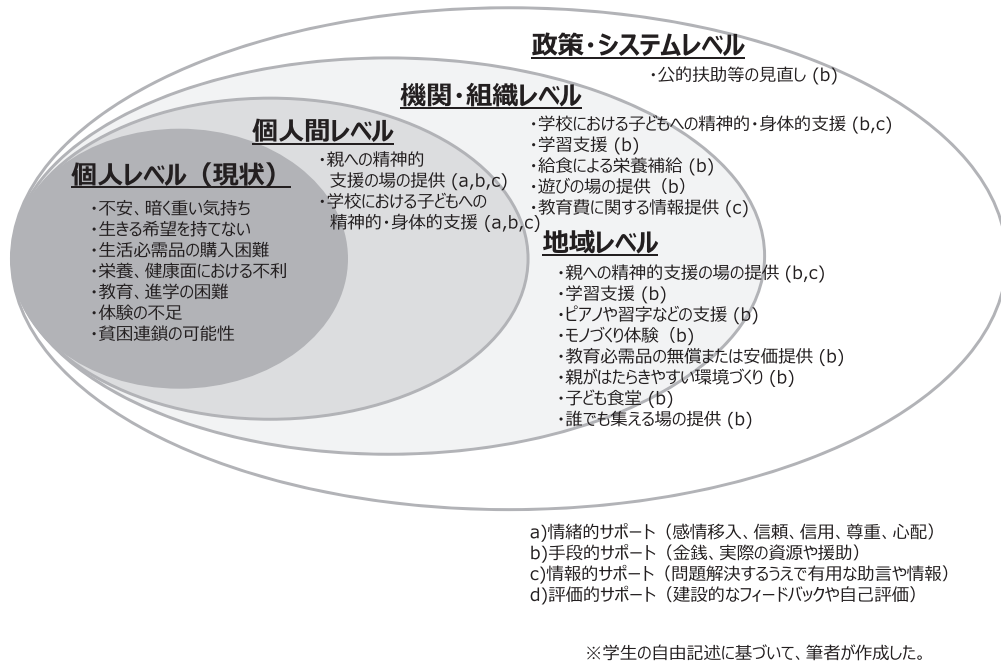 政策・システムレベル
・公的扶助等の見直し (b)
機関・組織レベル
・学校における子どもへの精神的・身体的支援 (b,c)
・学習支援 (b)
・給食による栄養補給 (b)
・遊びの場の提供 (b)
・教育費に関する情報提供 (c)
個人間レベル
・親への精神的
支援の場の提供 (a,b,c)
・学校における子どもへの
精神的・身体的支援 (a,b,c)
個人レベル（現状）
・不安、暗く重い気持ち
・生きる希望を持てない
・生活必需品の購入困難
・栄養、健康面における不利
・教育、進学の困難
・体験の不足
・貧困連鎖の可能性
地域レベル
・親への精神的支援の場の提供 (b,c)
・学習支援 (b)
・ピアノや習字などの支援 (b)
・モノづくり体験 （b)
・教育必需品の無償または安価提供 (b)
・親がはたらきやすい環境づくり (b)
・子ども食堂 (b)
・誰でも集える場の提供 (b)
a)情緒的サポート（感情移入、信頼、信用、尊重、心配）
b)手段的サポート（金銭、実際の資源や援助）
c)情報的サポート（問題解決するうえで有用な助言や情報）
d)評価的サポート（建設的なフィードバックや自己評価）
※学生の自由記述に基づいて、筆者が作成した。